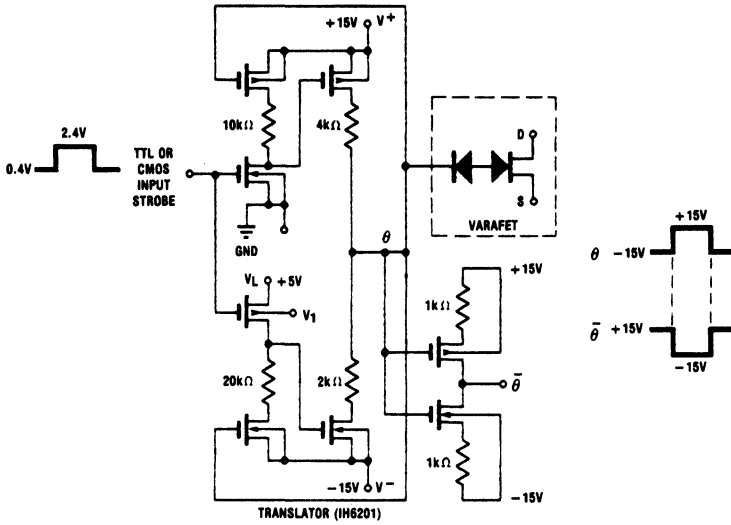 +15V V+
10kΩ
4kΩ
2.4V
0.4V
TTL OR
CMOS
INPUT
STROBE
GND
D
S
VARAFET
θ
VL +5V
V1
20kΩ
2kΩ
+15V
1kΩ
θ̅
1kΩ
-15V
-15V V-
TRANSLATOR (IH6201)
+15V
θ -15V
θ̅ +15V
-15V